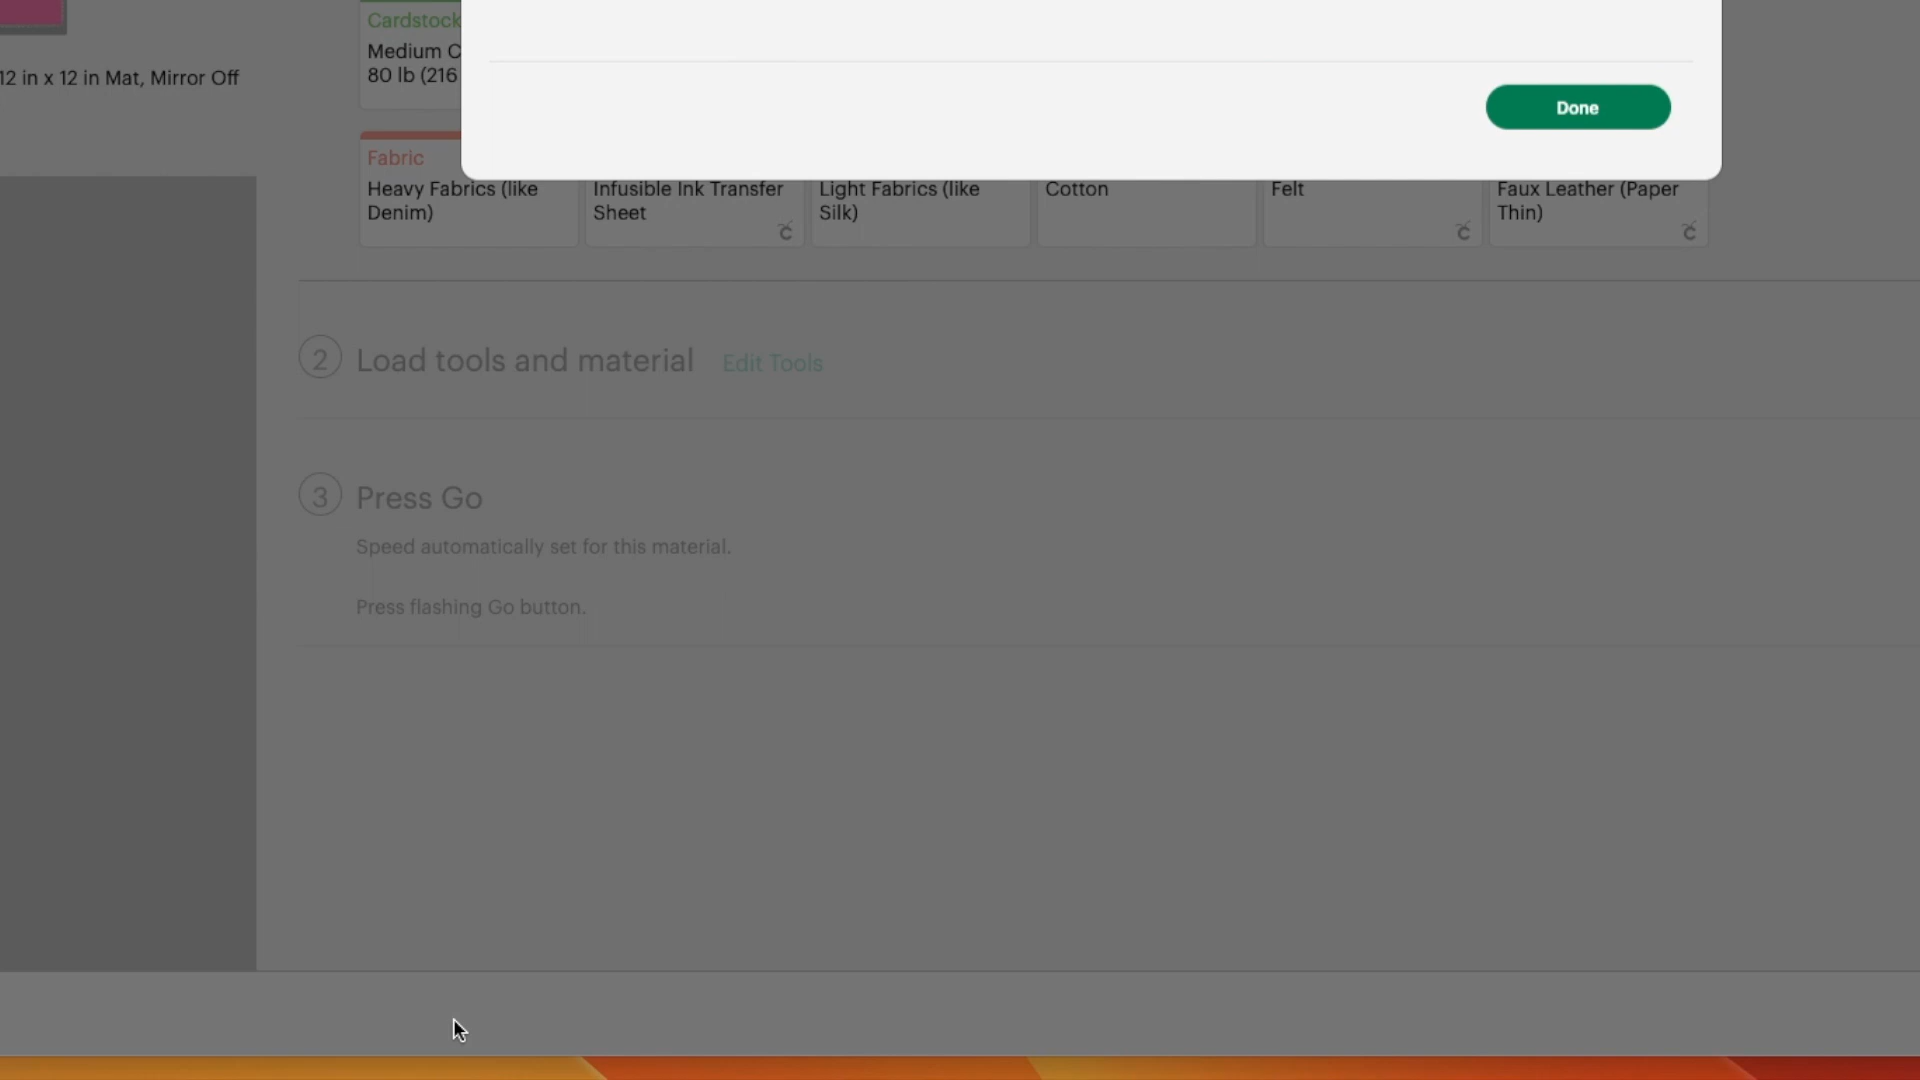 Cardstock
Medium C
80 lb (216
12 in x 12 in Mat, Mirror Off
Done
Fabric
Heavy Fabrics (like
Denim)
Infusible Ink Transfer
Sheet
Light Fabrics (like
Silk)
Cotton
Felt
Faux Leather (Paper
Thin)
2 Load tools and material Edit Tools
3 Press Go
Speed automatically set for this material.
Press flashing Go button.